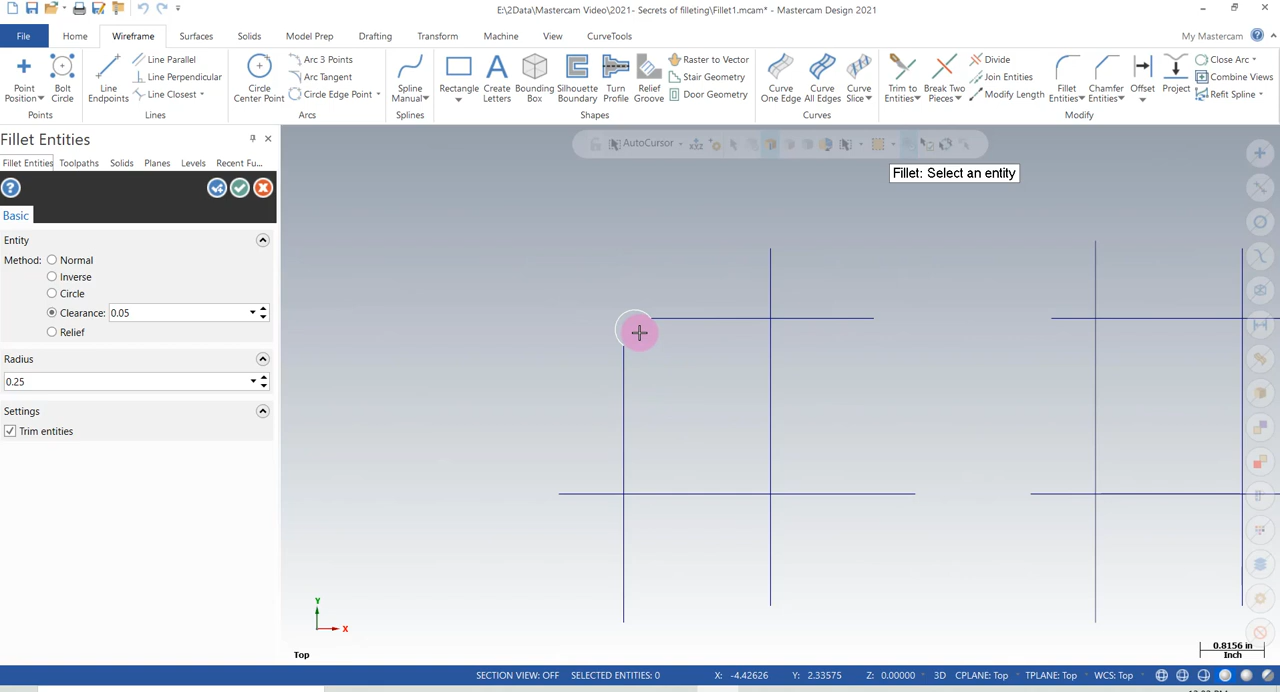 E:\2Data\Mastercam Video\2021- Secrets of filleting\Fillet1.mcam* - Mastercam Design 2021
File Home Wireframe Surfaces Solids Model Prep Drafting Transform Machine View CurveTools My Mastercam
Point Position
Bolt Circle
Points
Line Endpoints
Line Parallel
Line Perpendicular
Line Closest
Lines
Circle Center Point
Arc 3 Points
Arc Tangent
Circle Edge Point
Arcs
Spline Manual
Splines
Rectangle
Create Letters
Bounding Box
Silhouette Boundary
Turn Profile
Relief Groove
Raster to Vector
Stair Geometry
Door Geometry
Shapes
Curve One Edge
Curve All Edges
Curve Slice
Curves
Trim to Entities
Break Two Pieces
Divide
Join Entities
Modify Length
Fillet Entities
Chamfer Entities
Offset
Project
Close Arc
Combine Views
Refit Spline
Modify
Fillet Entities
Fillet Entities Toolpaths Solids Planes Levels Recent Fu...
Basic
Entity
Method: Normal
Inverse
Circle
Clearance: 0.05
Relief
Radius
0.25
Settings
Trim entities
AutoCursor
Fillet: Select an entity
Y
X
Top
0.8156 in
Inch
SECTION VIEW: OFF SELECTED ENTITIES: 0 X: -4.42626 Y: 2.33575 Z: 0.00000 3D CPLANE: Top TPLANE: Top WCS: Top